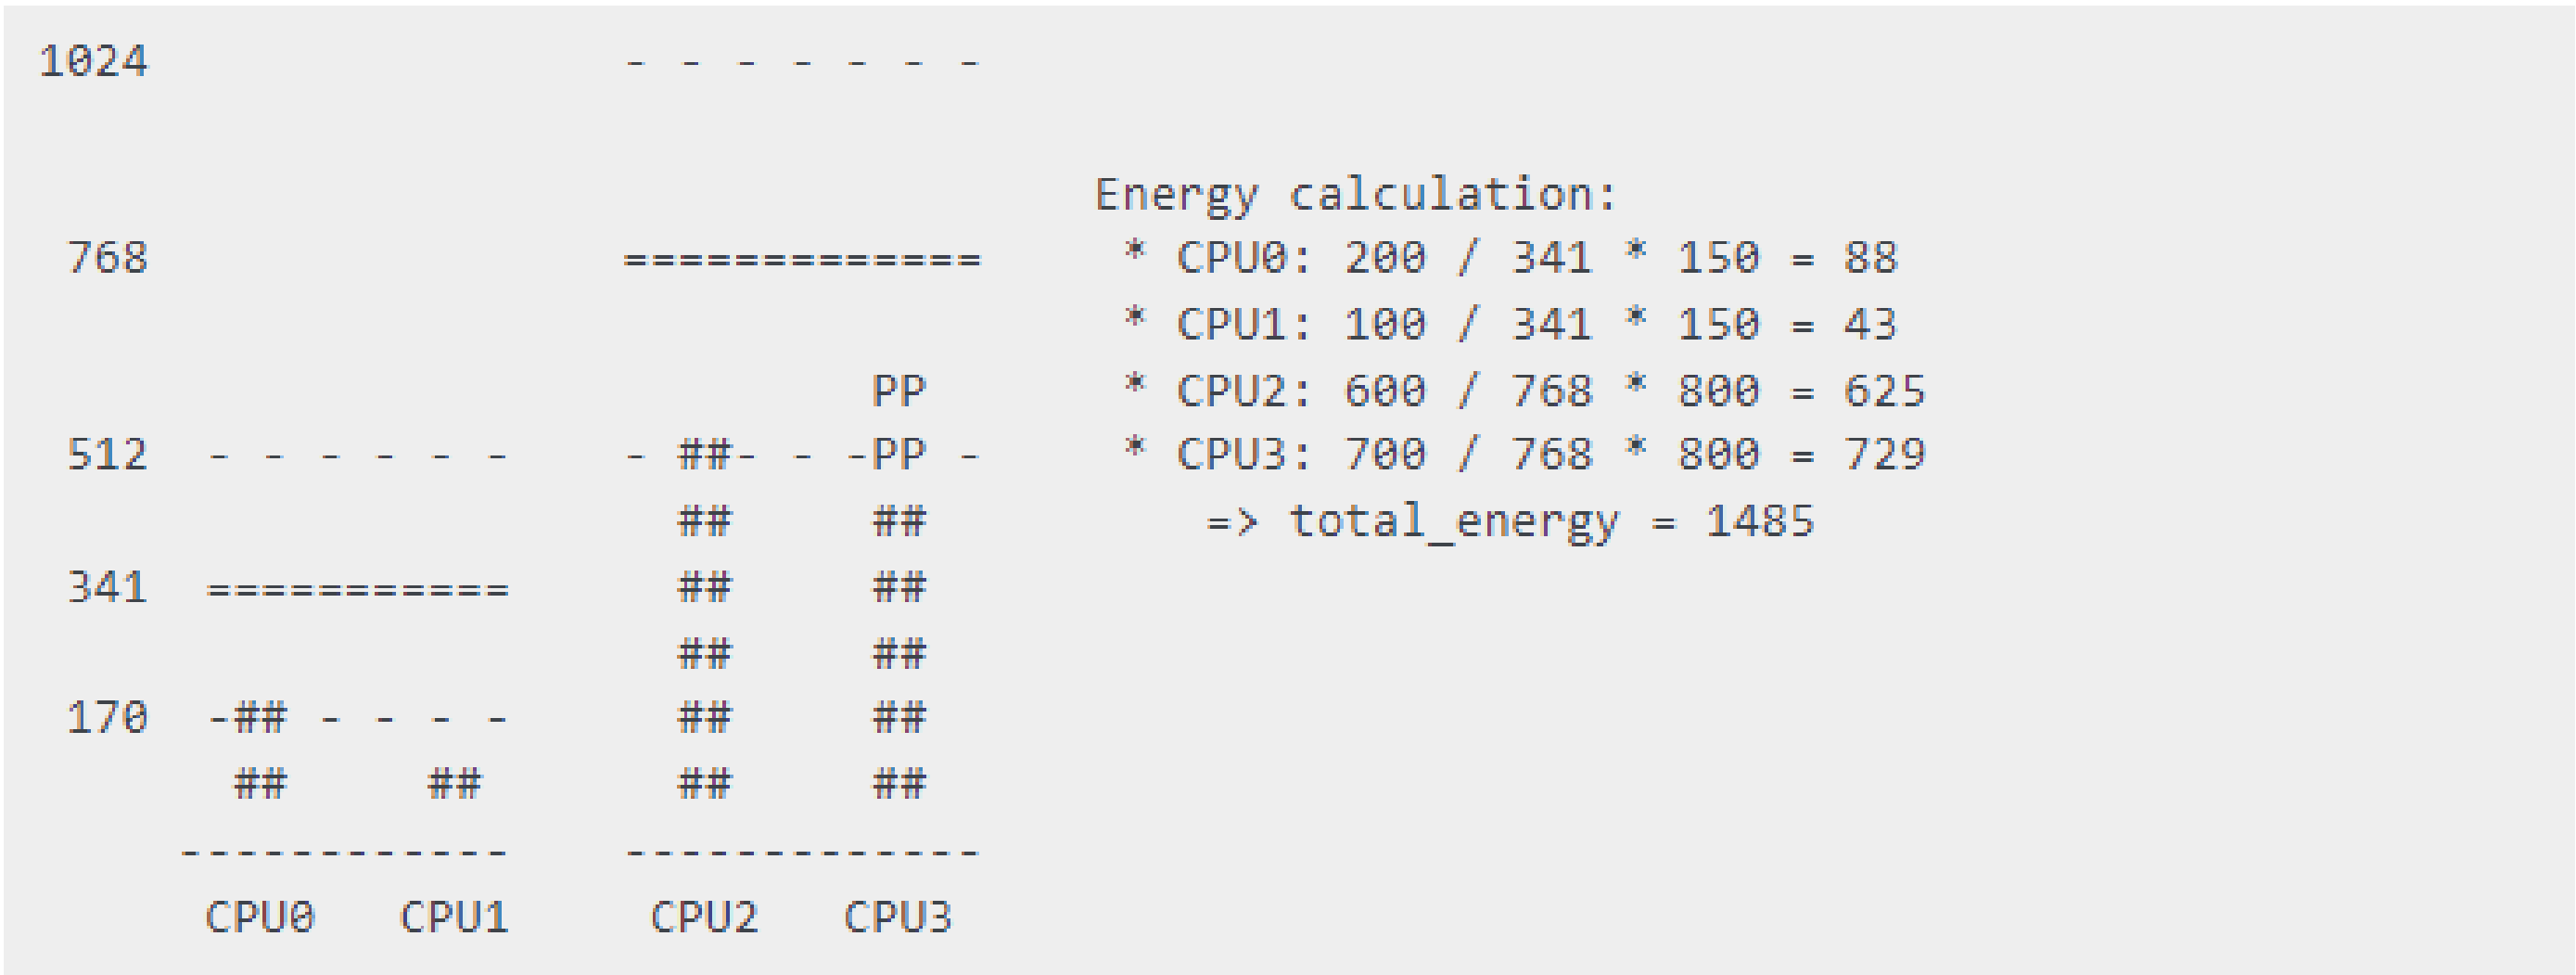 1024                 - - - - - - -

                                      Energy calculation:
 768                 =============     * CPU0: 200 / 341 * 150 = 88
                                       * CPU1: 100 / 341 * 150 = 43
                              PP       * CPU2: 600 / 768 * 800 = 625
 512  - - - - - -    - ##- - -PP -     * CPU3: 700 / 768 * 800 = 729
                       ##     ##          => total_energy = 1485
 341  ===========      ##     ##
                       ##     ##
 170  -## - - - -      ##     ##
       ##     ##       ##     ##
     ------------    -------------
      CPU0   CPU1     CPU2   CPU3